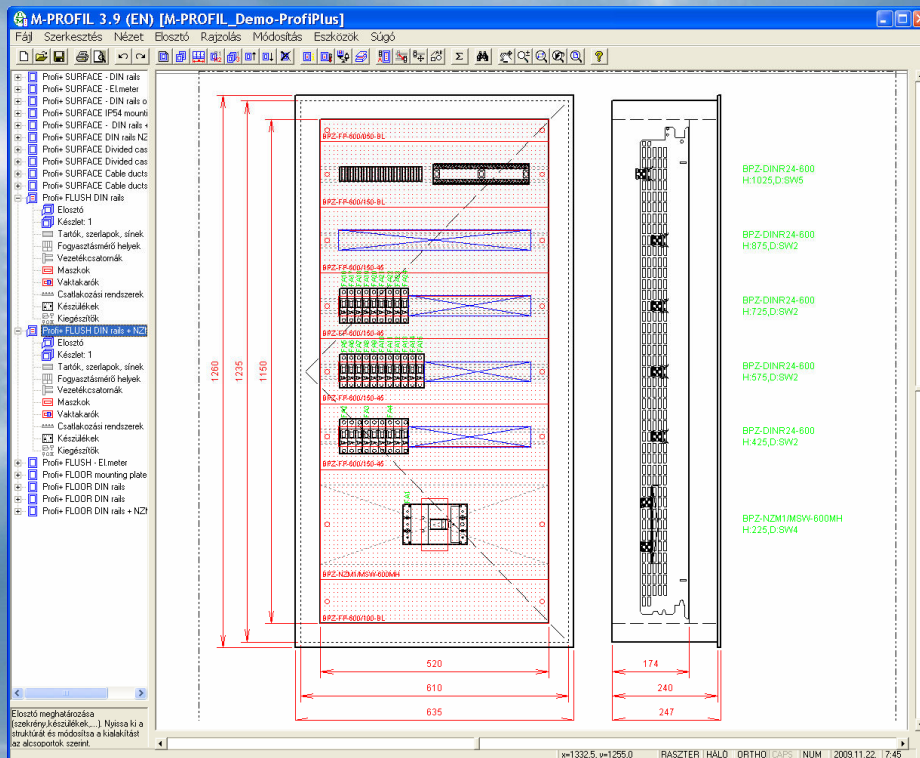 M-PROFIL 3.9 (EN) [M-PROFIL_Demo-ProfiPlus]
Fájl Szerkesztés Nézet Elosztó Rajzolás Módosítás Eszközök Súgó
Profi+ SURFACE - DIN rails
Profi+ SURFACE - El.meter
Profi+ SURFACE - DIN rails o
Profi+ SURFACE IP54 mounti
Profi+ SURFACE - DIN rails +
Profi+ SURFACE DIN rails NZ
Profi+ SURFACE Divided cas
Profi+ SURFACE Divided cas
Profi+ SURFACE Cable ducts
Profi+ SURFACE Cable ducts
Profi+ FLUSH DIN rails
Elosztó
Készlet: 1
Tartók, szerlapok, sínek
Fogyasztásmérő helyek
Vezetékcsatornák
Maszkok
Vaktakarók
Csatlakozási rendszerek
Készülékek
Kiegészítők
Profi+ FLUSH DIN rails + NZM
Elosztó
Készlet: 1
Tartók, szerlapok, sínek
Fogyasztásmérő helyek
Vezetékcsatornák
Maszkok
Vaktakarók
Csatlakozási rendszerek
Készülékek
Kiegészítők
Profi+ FLUSH - El.meter
Profi+ FLOOR mounting plate
Profi+ FLOOR DIN rails
Profi+ FLOOR DIN rails + NZM
Elosztó meghatározása
(szekrény,készülékek,...). Nyissa ki a
struktúrát és módosítsa a kialakítást
az alcsoportok szerint.
BPZ-FP-600/050-BL
BPZ-FP-600/150-BL
BPZ-FP-600/150-45
BPZ-FP-600/150-45
BPZ-FP-600/150-45
BPZ-FP-600/150-45
BPZ-NZM1/MSW-600MH
BPZ-FP-600/100-BL
1260
1235
1150
520
610
635
174
240
247
BPZ-DINR24-600
H:1025,D:SW5
BPZ-DINR24-600
H:875,D:SW2
BPZ-DINR24-600
H:725,D:SW2
BPZ-DINR24-600
H:575,D:SW2
BPZ-DINR24-600
H:425,D:SW2
BPZ-NZM1/MSW-600MH
H:225,D:SW4
x=1332.5, y=1255.0 RASZTER HÁLÓ ORTHO CAPS NUM 2009.11.22. 7:45